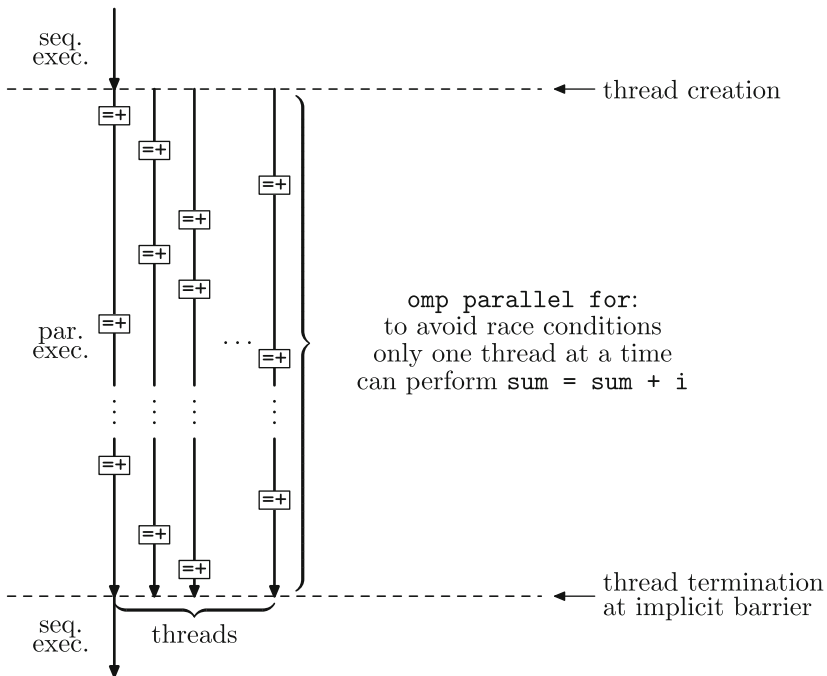 seq.
exec.
thread creation
=+
=+
=+
=+
=+
=+
omp parallel for:
to avoid race conditions
only one thread at a time
can perform sum = sum + i
par.
exec.
=+
...
=+
=+
=+
=+
=+
thread termination
at implicit barrier
threads
seq.
exec.